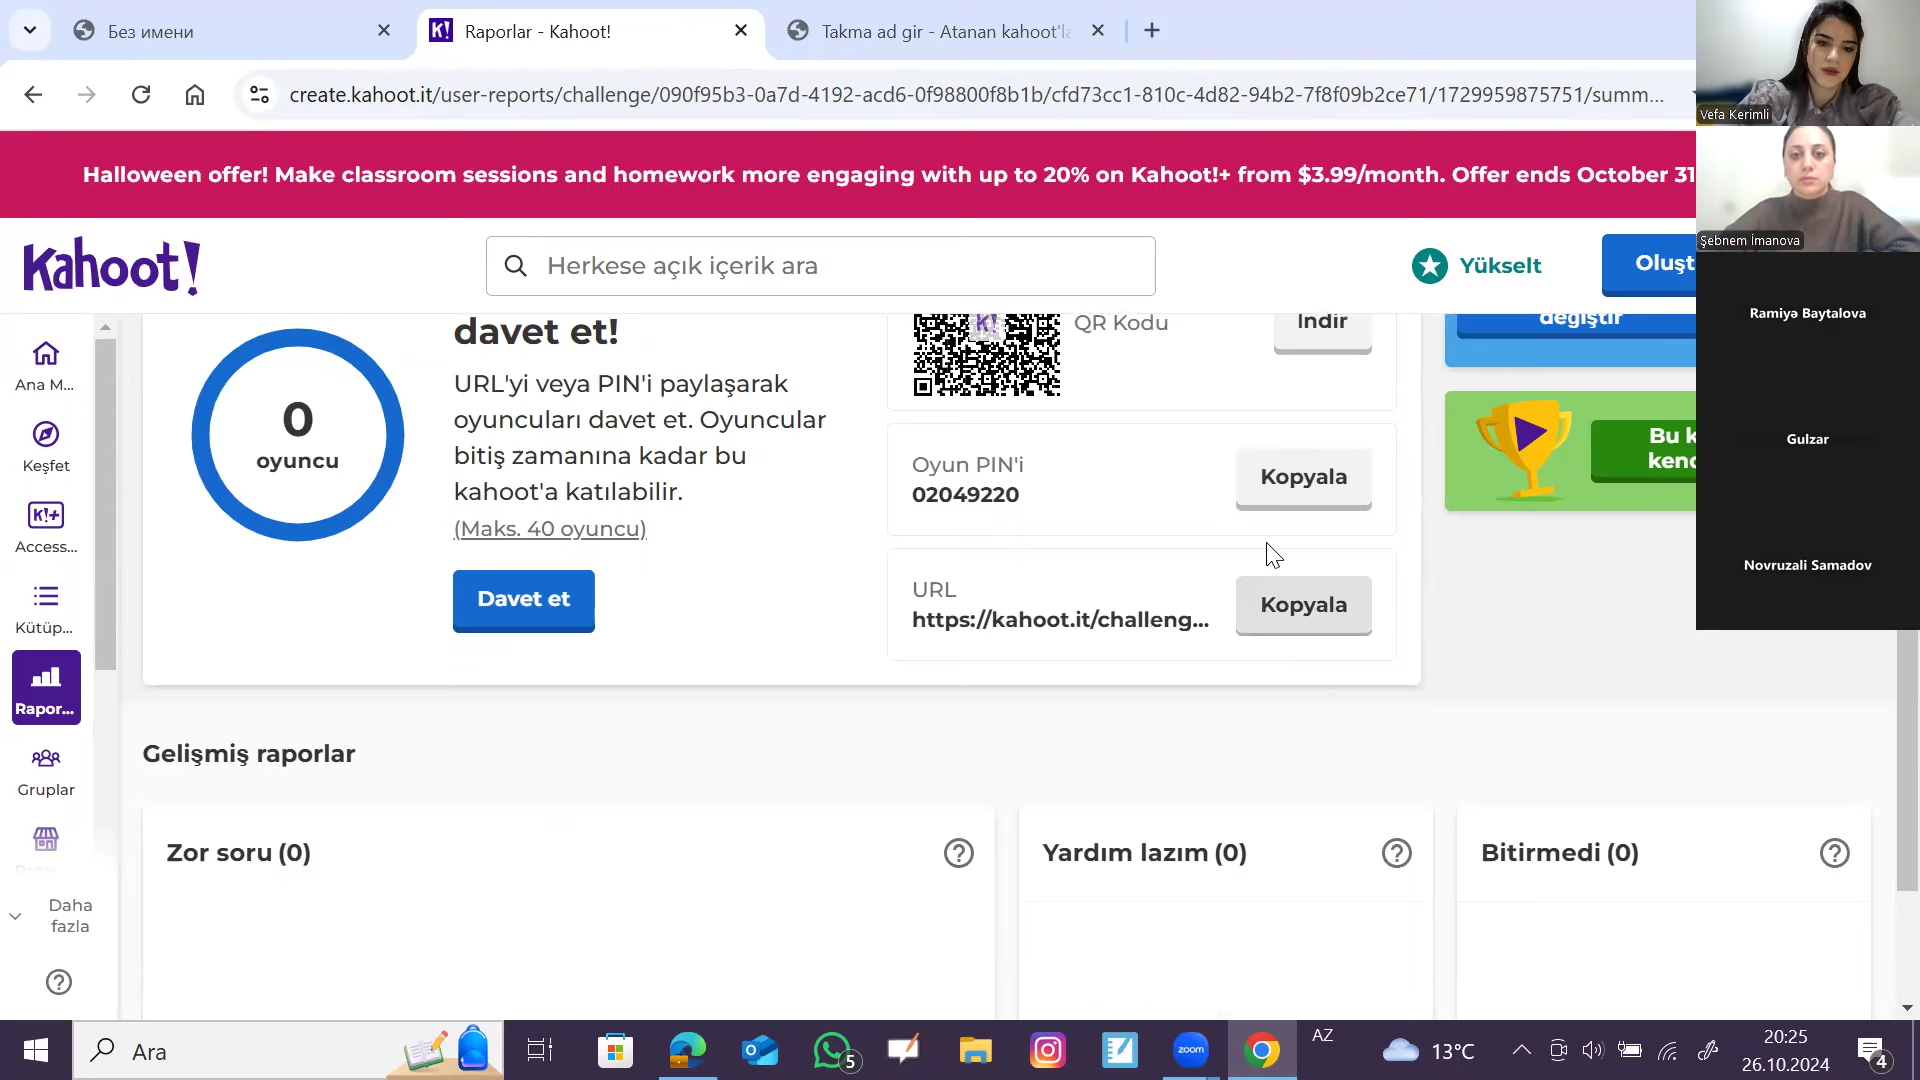 Без имени
Raporlar - Kahoot!
Takma ad gir - Atanan kahoot'l
create.kahoot.it/user-reports/challenge/090f95b3-0a7d-4192-acd6-0f98800f8b1b/cfd73cc1-810c-4d82-94b2-7f8f09b2ce71/1729959875751/summ...
Halloween offer! Make classroom sessions and homework more engaging with up to 20% on Kahoot!+ from $3.99/month. Offer ends October 31
Kahoot!
Herkese açık içerik ara
Yükselt
Oluşt
Ana M...
Keşfet
K!+
Access...
Kütüp...
Rapor...
Gruplar
Daha
fazla
0
oyuncu
davet et!
URL'yi veya PIN'i paylaşarak
oyuncuları davet et. Oyuncular
bitiş zamanına kadar bu
kahoot'a katılabilir.
(Maks. 40 oyuncu)
Davet et
K!
QR Kodu
İndir
Oyun PIN'i
02049220
Kopyala
URL
https://kahoot.it/challeng...
Kopyala
değiştir
Bu k
kend
Gelişmiş raporlar
Zor soru (0)
Yardım lazım (0)
Bitirmedi (0)
Vefa Kerimli
Şebnem İmanova
Ramiyə Baytalova
Gulzar
Novruzali Samadov
Ara
5
zoom
AZ
13°C
20:25
26.10.2024
4